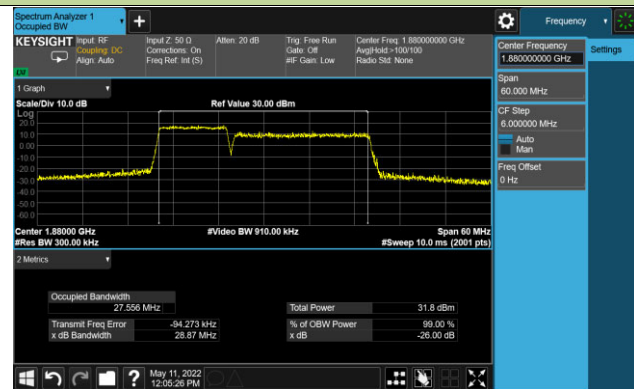 Spectrum Analyzer 1
Occupied BW
+
Frequency
KEYSIGHT
Input: RF
Coupling: DC
Align: Auto
Input Z: 50 Ω
Corrections: On
Freq Ref: Int (S)
Atten: 20 dB
Trig: Free Run
Gate: Off
#IF Gain: Low
Center Freq: 1.880000000 GHz
Avg|Hold:>100/100
Radio Std: None
Center Frequency
1.880000000 GHz
Settings
Span
60.000 MHz
CF Step
6.000000 MHz
Auto
Man
Freq Offset
0 Hz
1 Graph
Scale/Div 10.0 dB
Ref Value 30.00 dBm
Log
20.0
10.0
0.00
-10.0
-20.0
-30.0
-40.0
-50.0
-60.0
Center 1.88000 GHz
#Video BW 910.00 kHz
Span 60 MHz
#Res BW 300.00 kHz
#Sweep 10.0 ms (2001 pts)
2 Metrics
Occupied Bandwidth
27.556 MHz
Total Power 31.8 dBm
Transmit Freq Error -94.273 kHz
% of OBW Power 99.00 %
x dB Bandwidth 28.87 MHz
x dB -26.00 dB
?
May 11, 2022
12:05:26 PM